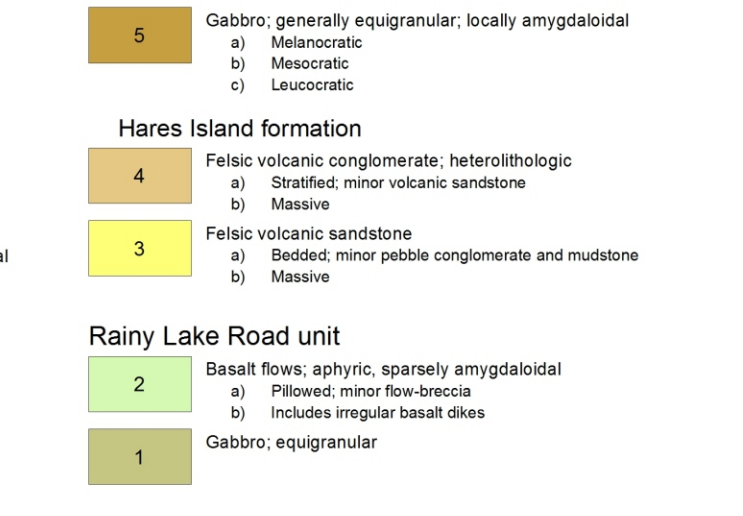 5 Gabbro; generally equigranular; locally amygdaloidal
a) Melanocratic
b) Mesocratic
c) Leucocratic
Hares Island formation
4 Felsic volcanic conglomerate; heterolithologic
a) Stratified; minor volcanic sandstone
b) Massive
3 Felsic volcanic sandstone
al
a) Bedded; minor pebble conglomerate and mudstone
b) Massive
Rainy Lake Road unit
2 Basalt flows; aphyric, sparsely amygdaloidal
a) Pillowed; minor flow-breccia
b) Includes irregular basalt dikes
1 Gabbro; equigranular